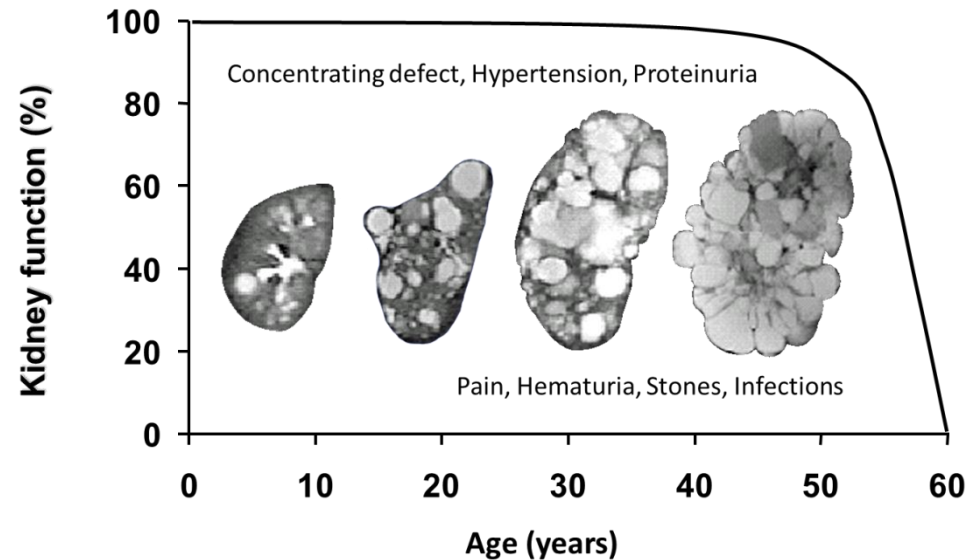 Kidney function (%)
100
80
60
40
20
0
Concentrating defect, Hypertension, Proteinuria
Pain, Hematuria, Stones, Infections
0 10 20 30 40 50 60
Age (years)